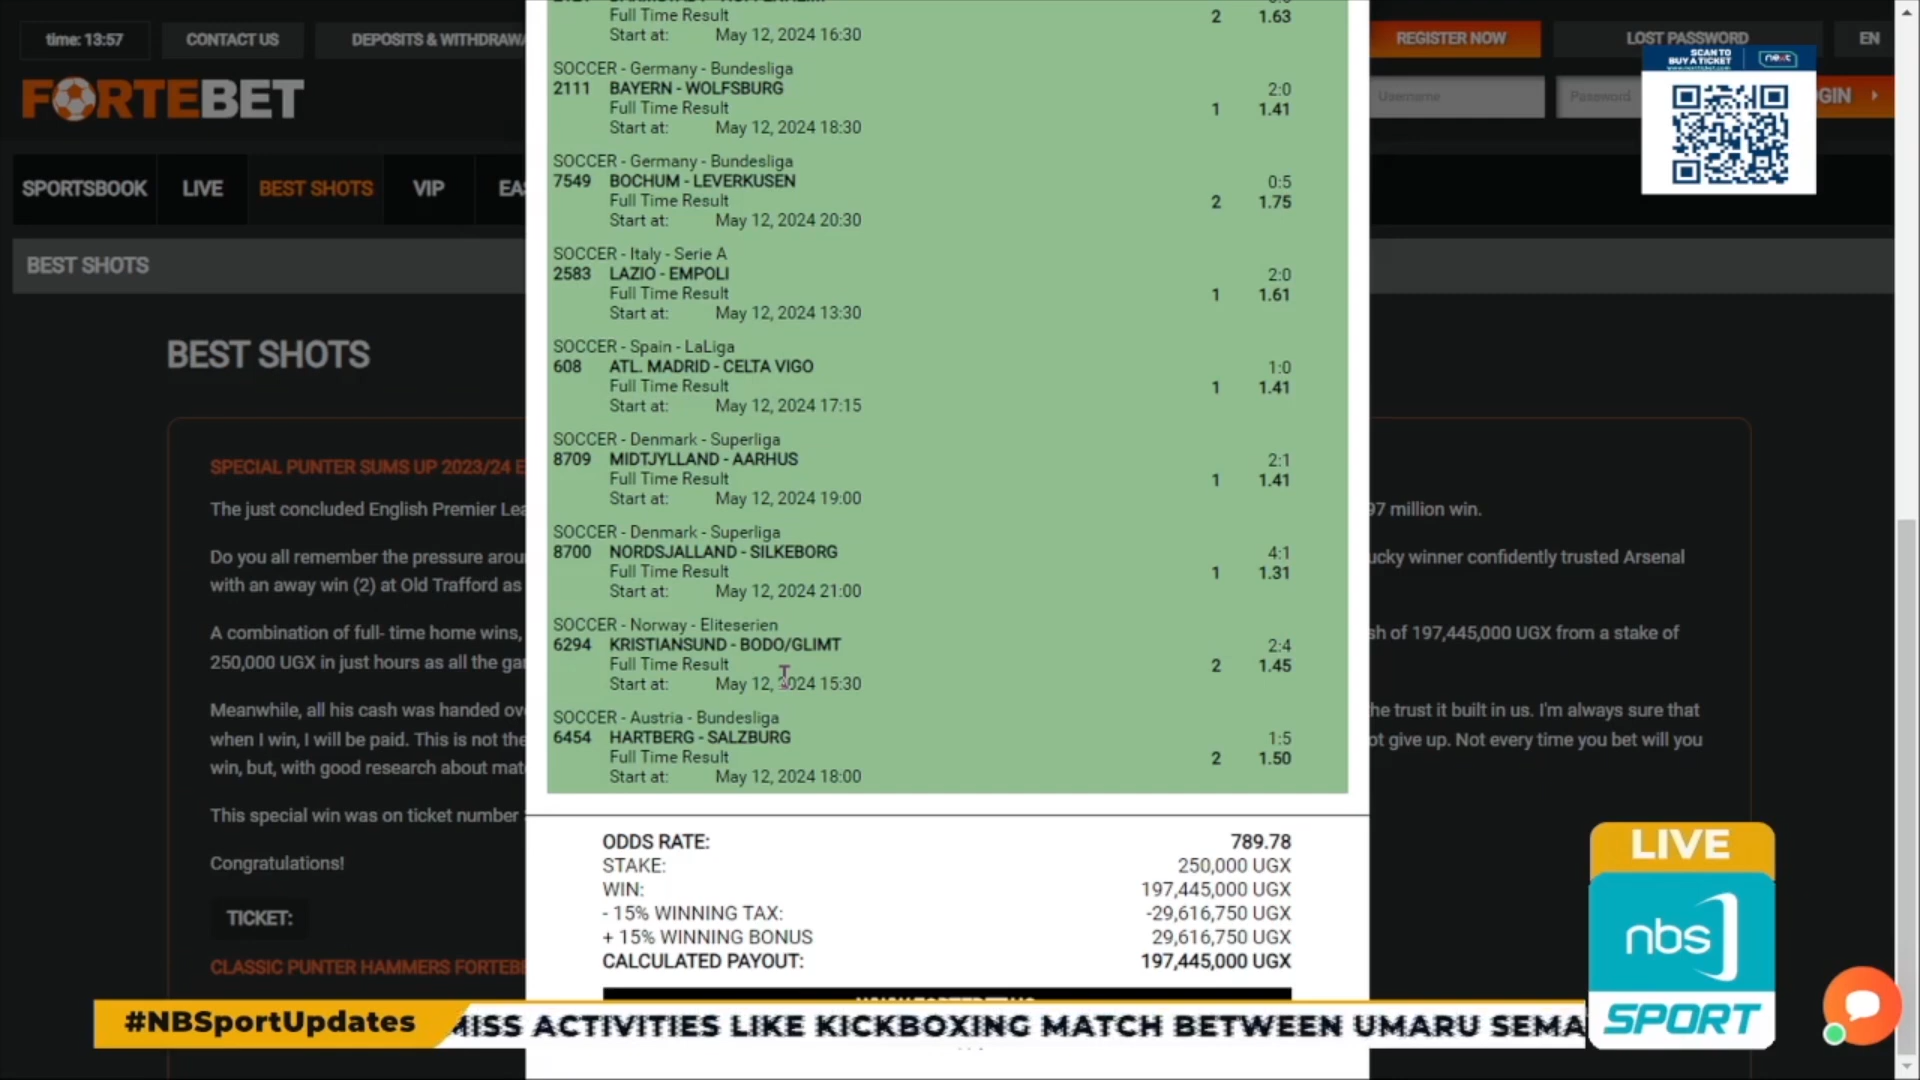 time: 13:57
CONTACT US
DEPOSITS & WITHDRAWA
REGISTER NOW
LOST PASSWORD
EN
FORTEBET
Username
Password
GIN
SCAN TO
BUY A TICKET
next
SPORTSBOOK
LIVE
BEST SHOTS
VIP
EAS
BEST SHOTS
BEST SHOTS
SPECIAL PUNTER SUMS UP 2023/24 E
The just concluded English Premier Lea
97 million win.
Do you all remember the pressure arou
ucky winner confidently trusted Arsenal
with an away win (2) at Old Trafford as
A combination of full- time home wins,
sh of 197,445,000 UGX from a stake of
250,000 UGX in just hours as all the ga
Meanwhile, all his cash was handed ov
he trust it built in us. I'm always sure that
when I win, I will be paid. This is not the
ot give up. Not every time you bet will you
win, but, with good research about mat
This special win was on ticket number
Congratulations!
TICKET:
CLASSIC PUNTER HAMMERS FORTEBE
Full Time Result 2 1.63
Start at: May 12, 2024 16:30
SOCCER - Germany - Bundesliga
2111 BAYERN - WOLFSBURG 2:0
Full Time Result 1 1.41
Start at: May 12, 2024 18:30
SOCCER - Germany - Bundesliga
7549 BOCHUM - LEVERKUSEN 0:5
Full Time Result 2 1.75
Start at: May 12, 2024 20:30
SOCCER - Italy - Serie A
2583 LAZIO - EMPOLI 2:0
Full Time Result 1 1.61
Start at: May 12, 2024 13:30
SOCCER - Spain - LaLiga
608 ATL. MADRID - CELTA VIGO 1:0
Full Time Result 1 1.41
Start at: May 12, 2024 17:15
SOCCER - Denmark - Superliga
8709 MIDTJYLLAND - AARHUS 2:1
Full Time Result 1 1.41
Start at: May 12, 2024 19:00
SOCCER - Denmark - Superliga
8700 NORDSJALLAND - SILKEBORG 4:1
Full Time Result 1 1.31
Start at: May 12, 2024 21:00
SOCCER - Norway - Eliteserien
6294 KRISTIANSUND - BODO/GLIMT 2:4
Full Time Result 2 1.45
Start at: May 12, 2024 15:30
SOCCER - Austria - Bundesliga
6454 HARTBERG - SALZBURG 1:5
Full Time Result 2 1.50
Start at: May 12, 2024 18:00
ODDS RATE: 789.78
STAKE: 250,000 UGX
WIN: 197,445,000 UGX
- 15% WINNING TAX: -29,616,750 UGX
+ 15% WINNING BONUS 29,616,750 UGX
CALCULATED PAYOUT: 197,445,000 UGX
LIVE
nbs
SPORT
#NBSportUpdates
MISS ACTIVITIES LIKE KICKBOXING MATCH BETWEEN UMARU SEMA